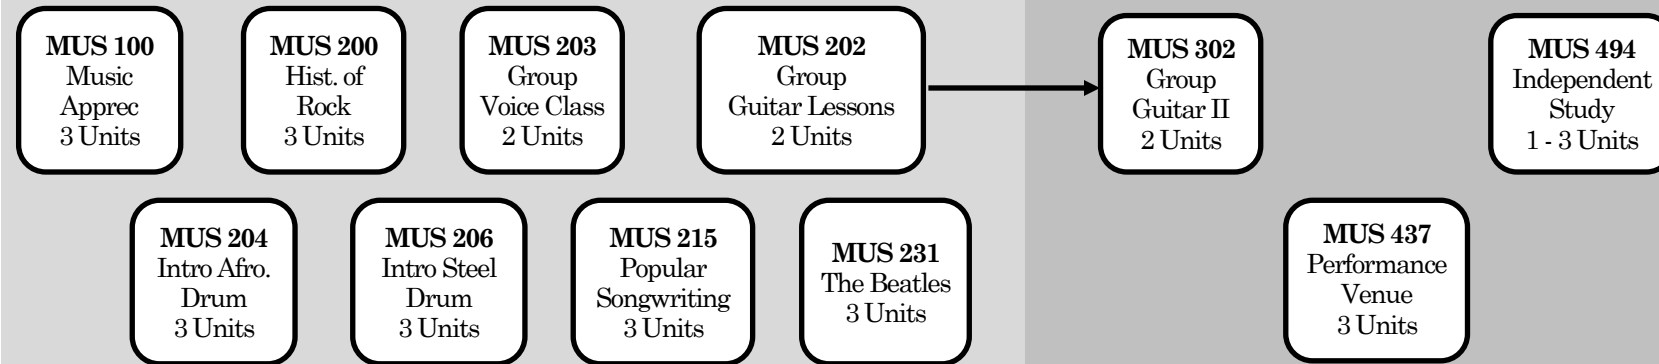 MUS 100
Music
Apprec
3 Units
MUS 200
Hist. of
Rock
3 Units
MUS 203
Group
Voice Class
2 Units
MUS 202
Group
Guitar Lessons
2 Units
MUS 302
Group
Guitar II
2 Units
MUS 494
Independent
Study
1 - 3 Units
MUS 204
Intro Afro.
Drum
3 Units
MUS 206
Intro Steel
Drum
3 Units
MUS 215
Popular
Songwriting
3 Units
MUS 231
The Beatles
3 Units
MUS 437
Performance
Venue
3 Units